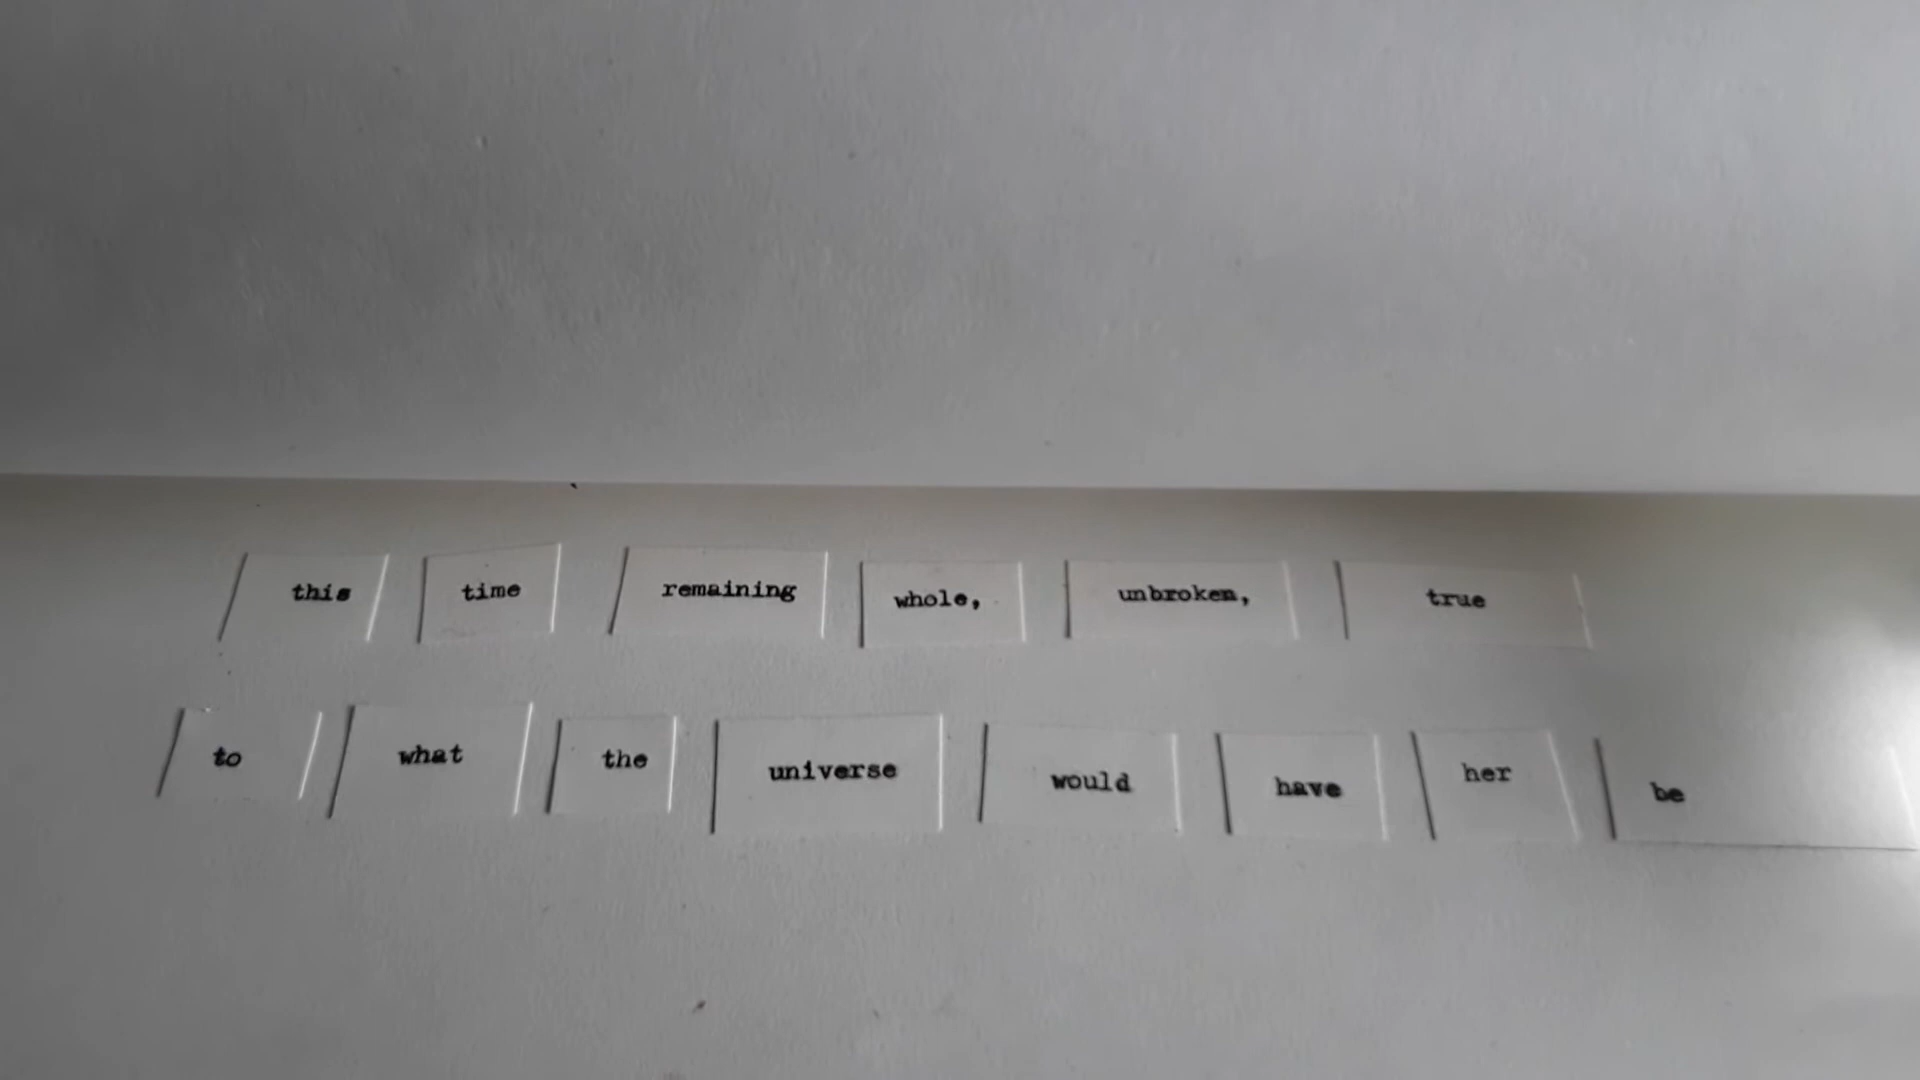 this time remaining whole, unbroken, true
to what the universe would have her be